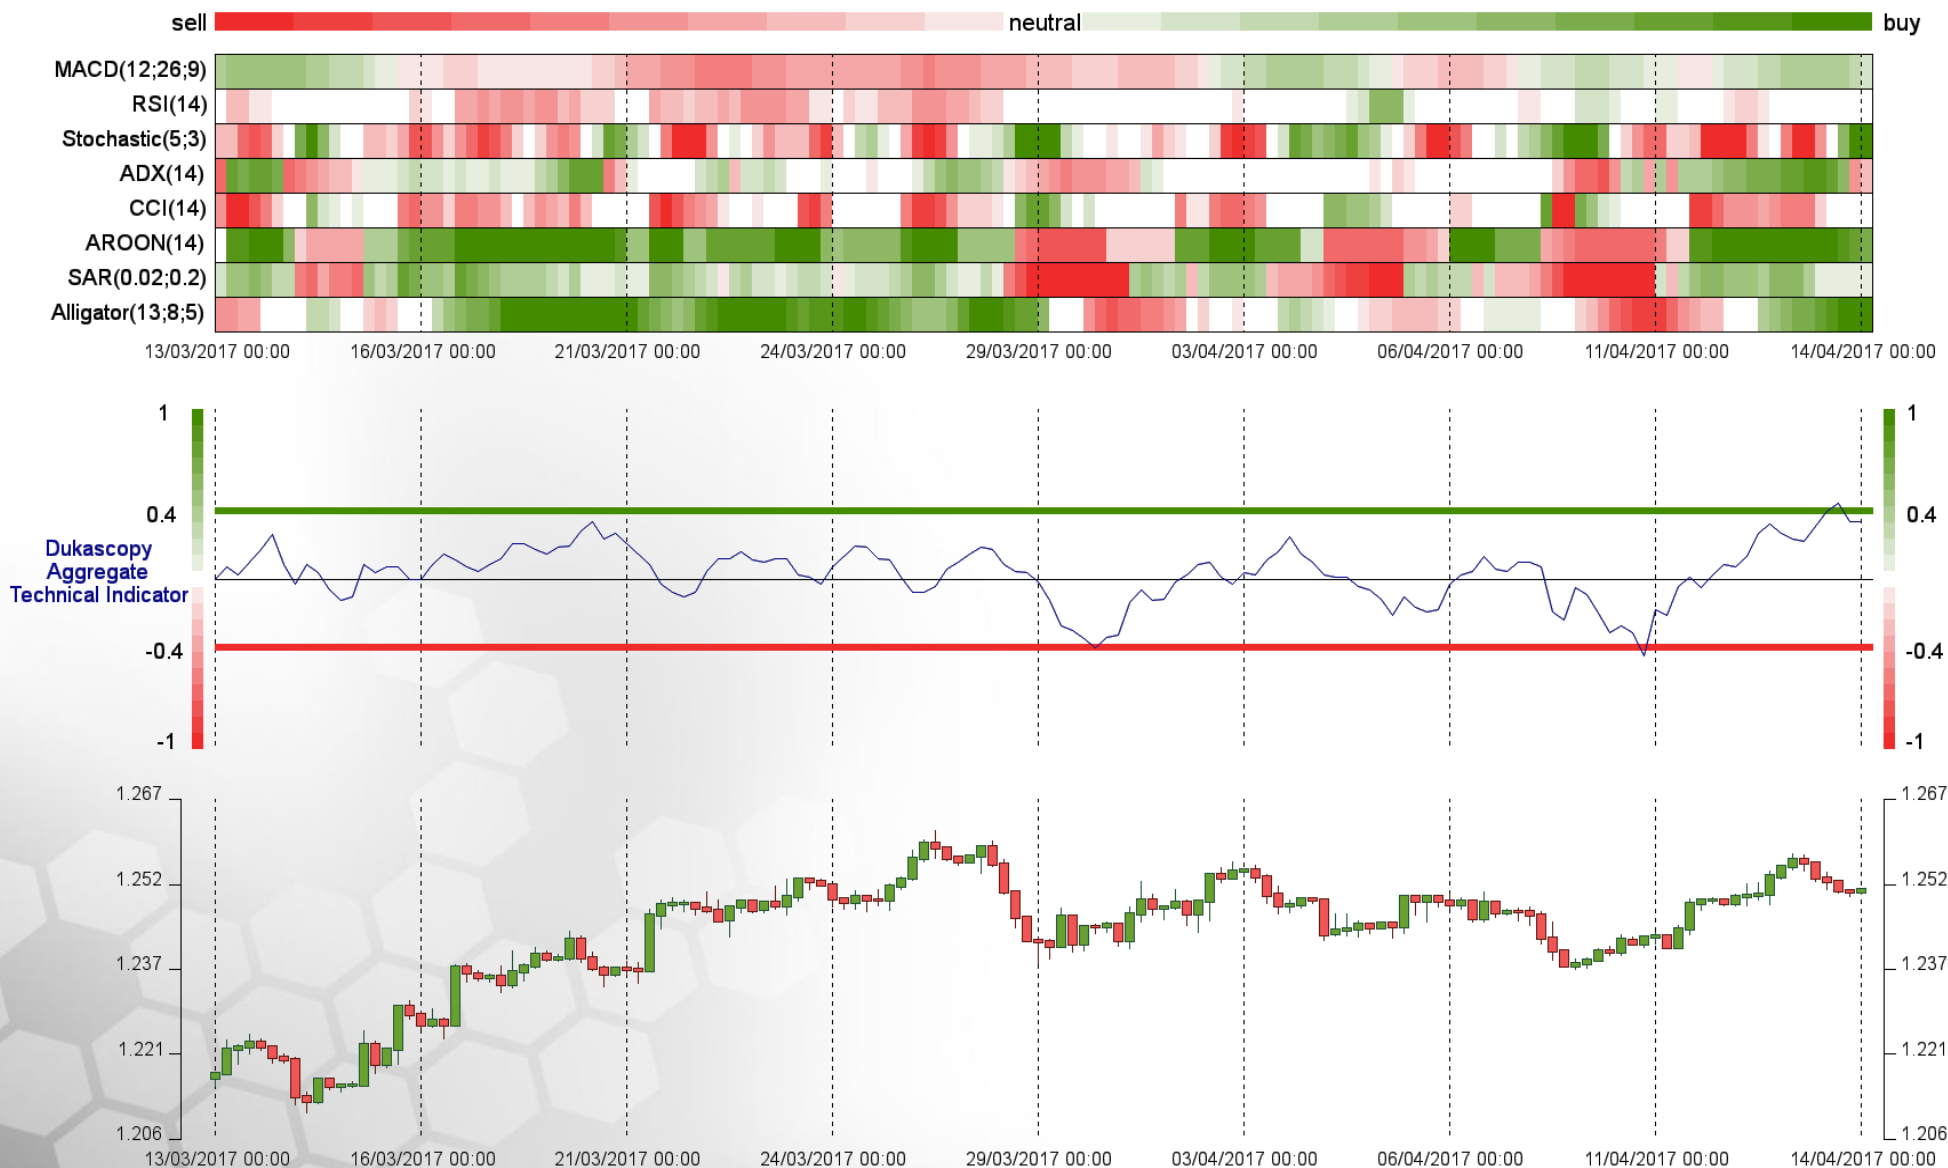 sell neutral buy
MACD(12;26;9)
RSI(14)
Stochastic(5;3)
ADX(14)
CCI(14)
AROON(14)
SAR(0.02;0.2)
Alligator(13;8;5)
13/03/2017 00:00 16/03/2017 00:00 21/03/2017 00:00 24/03/2017 00:00 29/03/2017 00:00 03/04/2017 00:00 06/04/2017 00:00 11/04/2017 00:00 14/04/2017 00:00
1 1
0.4 0.4
Dukascopy
Aggregate
Technical Indicator
-0.4 -0.4
-1 -1
1.267 1.267
1.252 1.252
1.237 1.237
1.221 1.221
1.206 1.206
13/03/2017 00:00 16/03/2017 00:00 21/03/2017 00:00 24/03/2017 00:00 29/03/2017 00:00 03/04/2017 00:00 06/04/2017 00:00 11/04/2017 00:00 14/04/2017 00:00